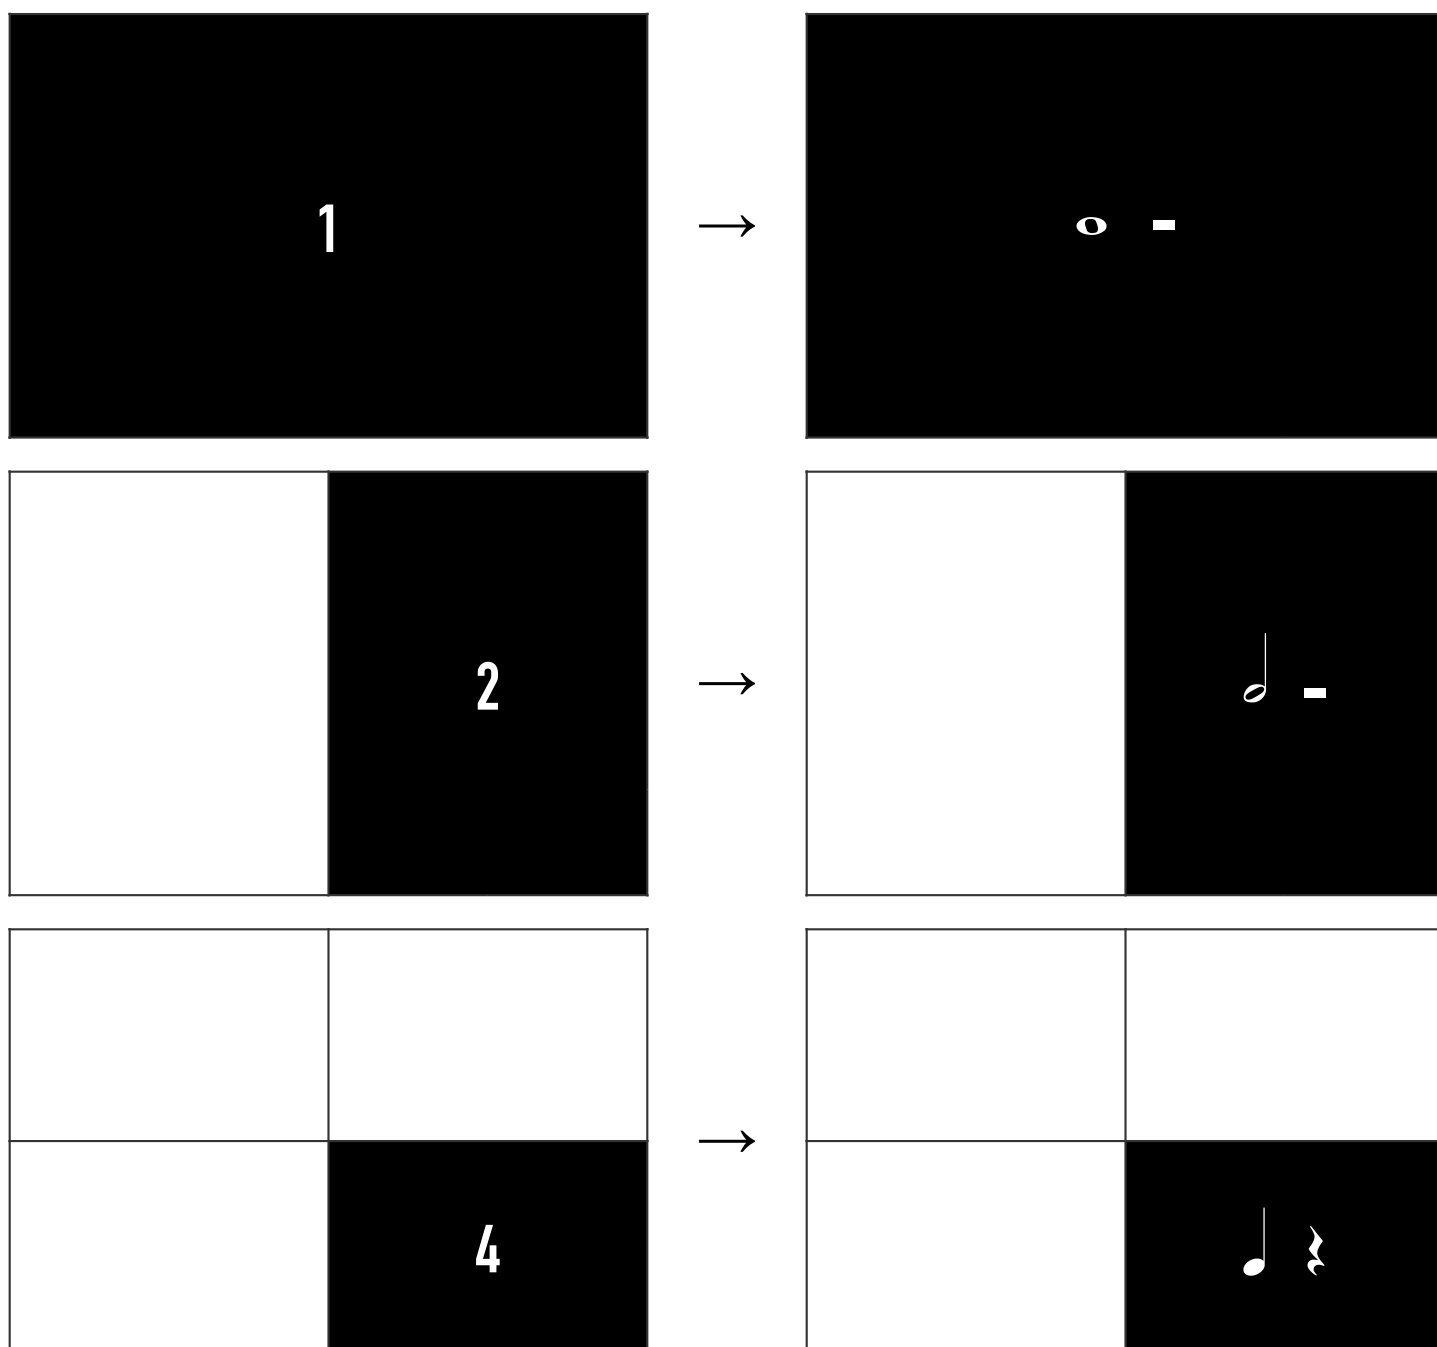 1 → 𝅝 𝄻
2 → 𝅗𝅥 𝄼
4 → 𝅘𝅥 𝄽